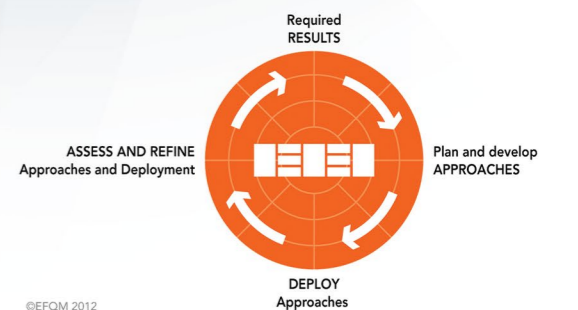 Required
RESULTS
ASSESS AND REFINE
Approaches and Deployment
Plan and develop
APPROACHES
DEPLOY
Approaches
©EFQM 2012